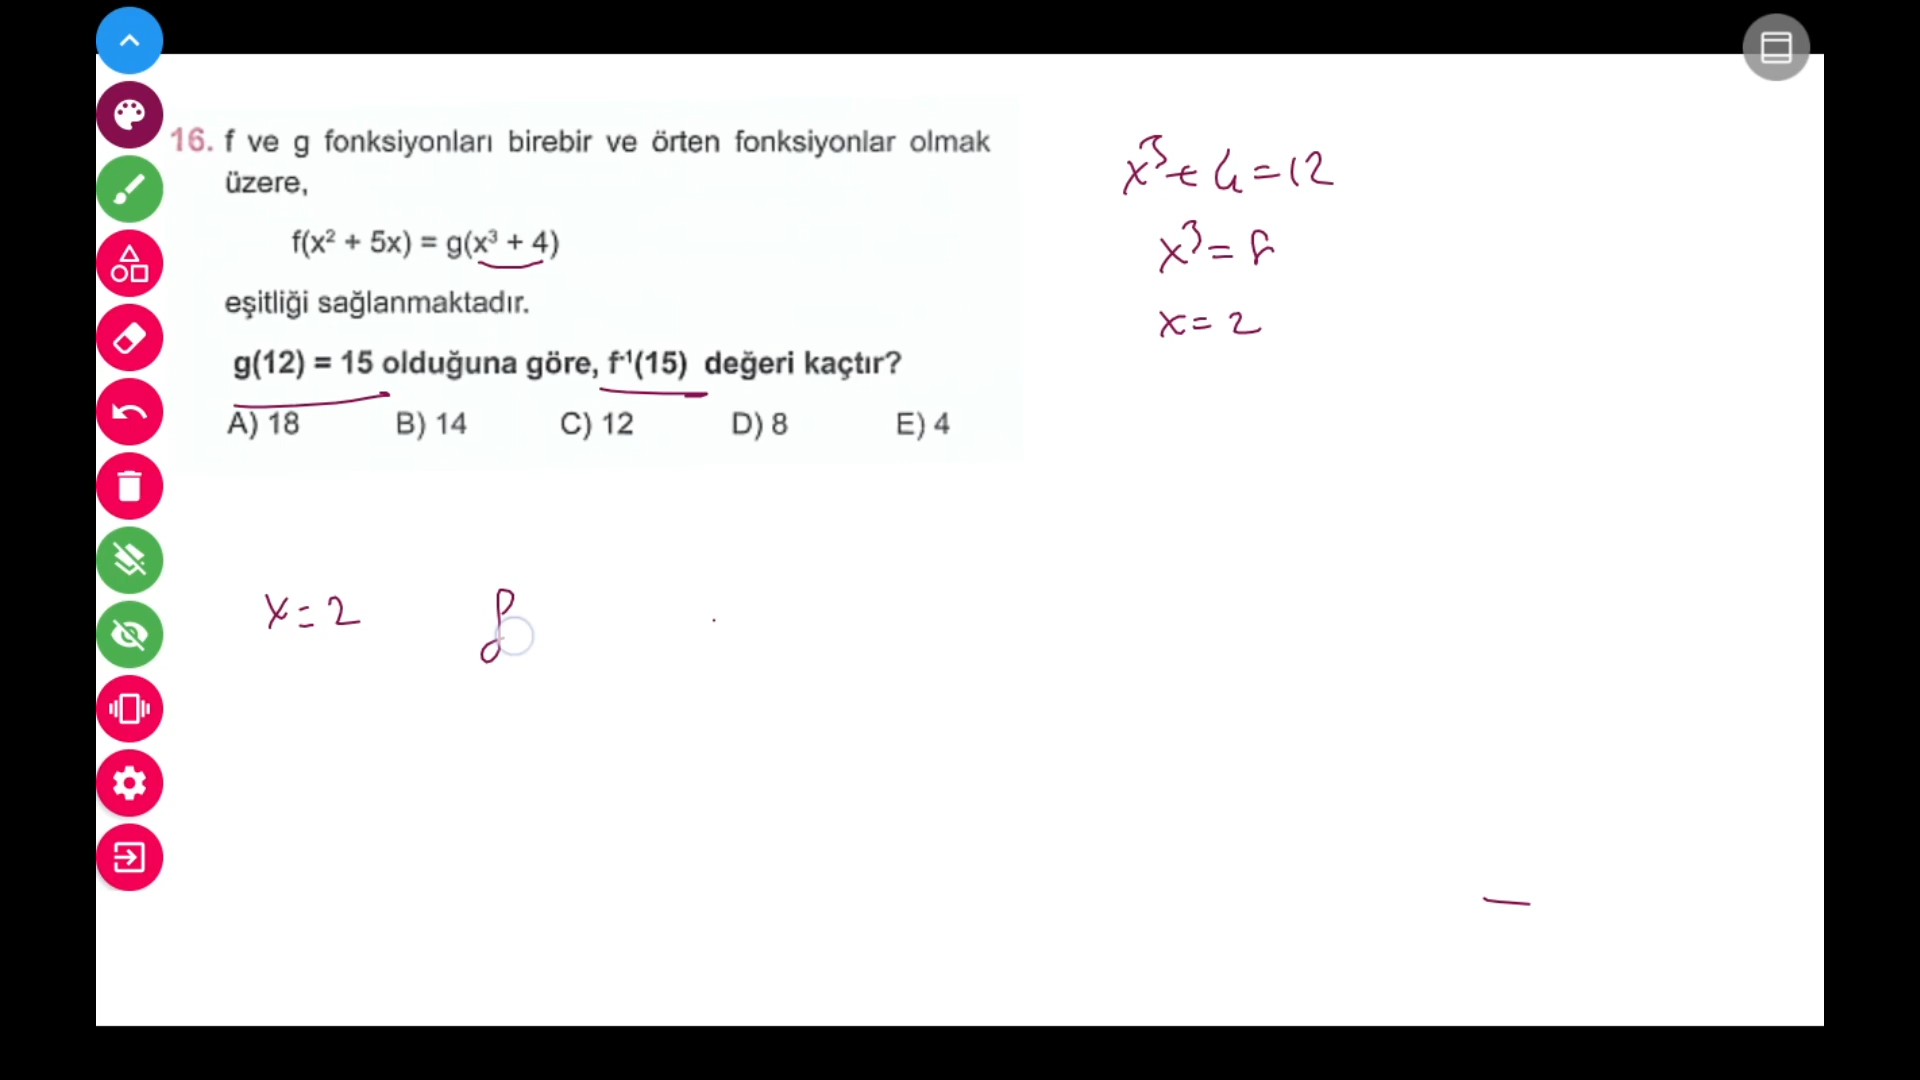 16. f ve g fonksiyonları birebir ve örten fonksiyonlar olmak
üzere,
f(x² + 5x) = g(x³ + 4)
eşitliği sağlanmaktadır.
g(12) = 15 olduğuna göre, f⁻¹(15) değeri kaçtır?
A) 18 B) 14 C) 12 D) 8 E) 4
x³ + 4 = 12
x³ = 8
x = 2
x = 2 f